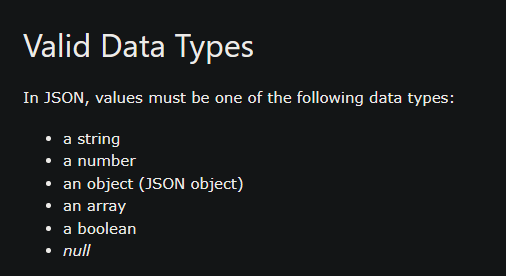 Valid Data Types
In JSON, values must be one of the following data types:
• a string
• a number
• an object (JSON object)
• an array
• a boolean
• null